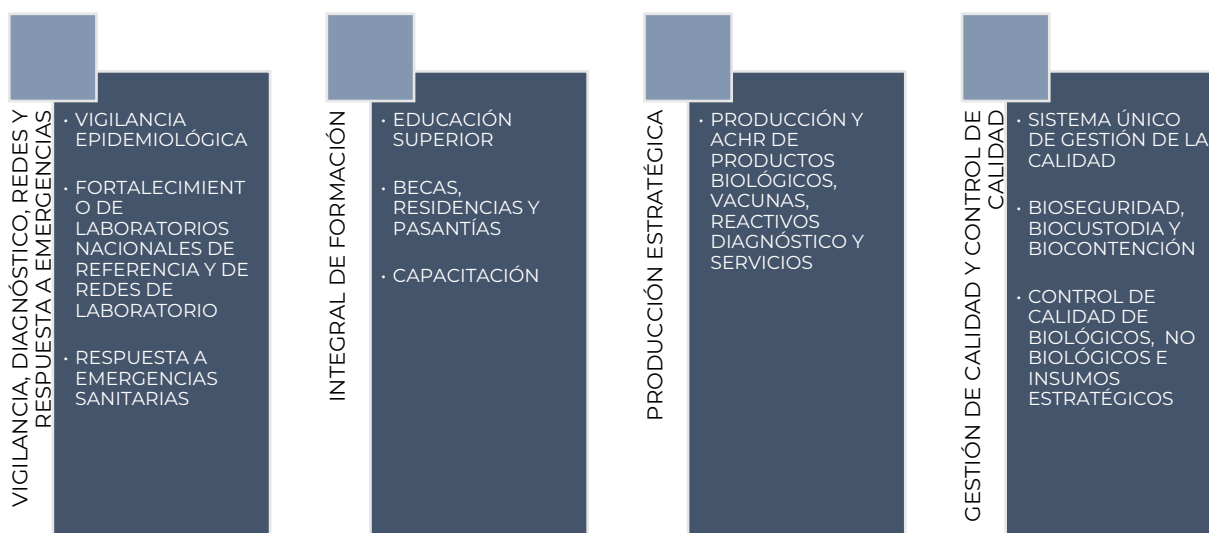 VIGILANCIA, DIAGNÓSTICO, REDES Y
RESPUESTA A EMERGENCIAS
• VIGILANCIA
EPIDEMIOLÓGICA
• FORTALECIMIENT
O DE
LABORATORIOS
NACIONALES DE
REFERENCIA Y DE
REDES DE
LABORATORIO
• RESPUESTA A
EMERGENCIAS
SANITARIAS
INTEGRAL DE FORMACIÓN
• EDUCACIÓN
SUPERIOR
• BECAS,
RESIDENCIAS Y
PASANTÍAS
• CAPACITACIÓN
PRODUCCIÓN ESTRATÉGICA
• PRODUCCIÓN Y
ACHR DE
PRODUCTOS
BIOLÓGICOS,
VACUNAS,
REACTIVOS
DIAGNÓSTICO Y
SERVICIOS
GESTIÓN DE CALIDAD Y CONTROL DE
CALIDAD
• SISTEMA ÚNICO
DE GESTIÓN DE LA
CALIDAD
• BIOSEGURIDAD,
BIOCUSTODIA Y
BIOCONTENCIÓN
• CONTROL DE
CALIDAD DE
BIOLÓGICOS, NO
BIOLÓGICOS E
INSUMOS
ESTRATÉGICOS